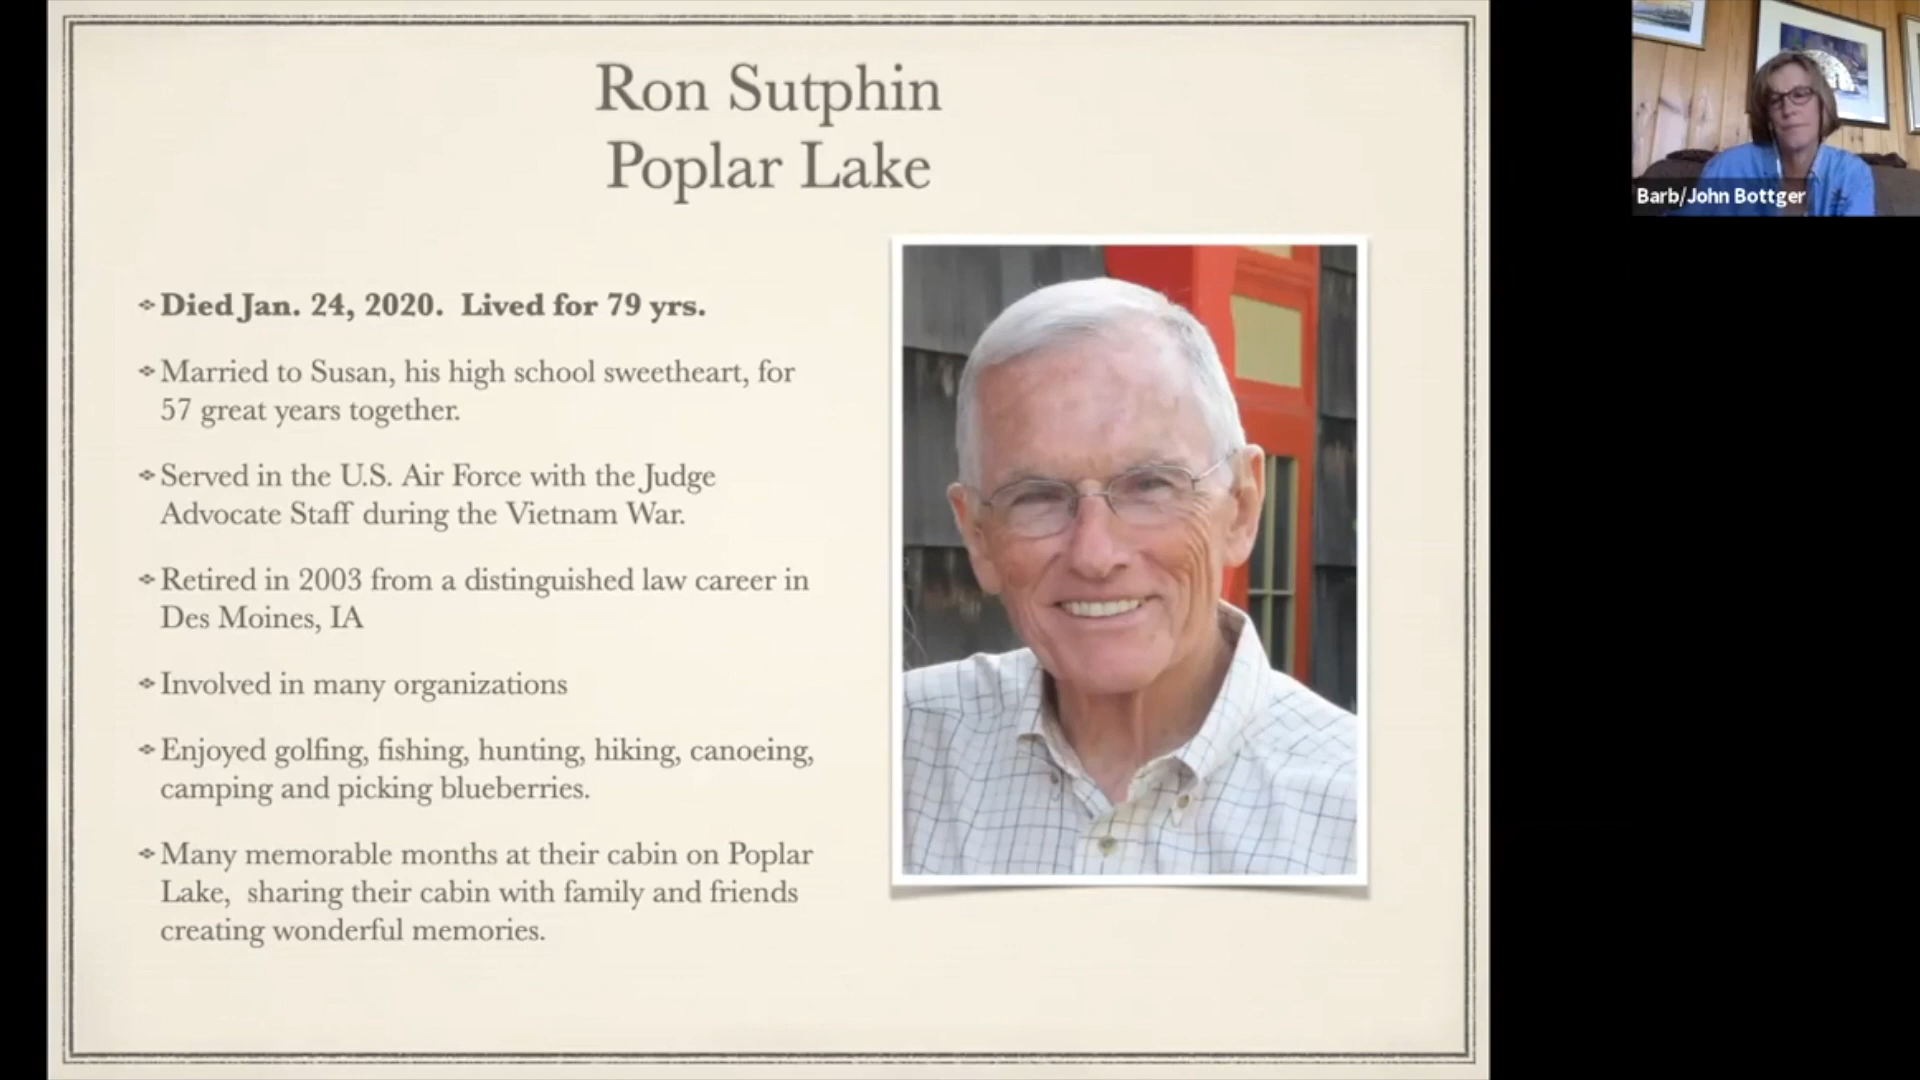 Ron Sutphin
Poplar Lake
Died Jan. 24, 2020.  Lived for 79 yrs.
Married to Susan, his high school sweetheart, for
57 great years together.
Served in the U.S. Air Force with the Judge
Advocate Staff during the Vietnam War.
Retired in 2003 from a distinguished law career in
Des Moines, IA
Involved in many organizations
Enjoyed golfing, fishing, hunting, hiking, canoeing,
camping and picking blueberries.
Many memorable months at their cabin on Poplar
Lake,  sharing their cabin with family and friends
creating wonderful memories.
Barb/John Bottger